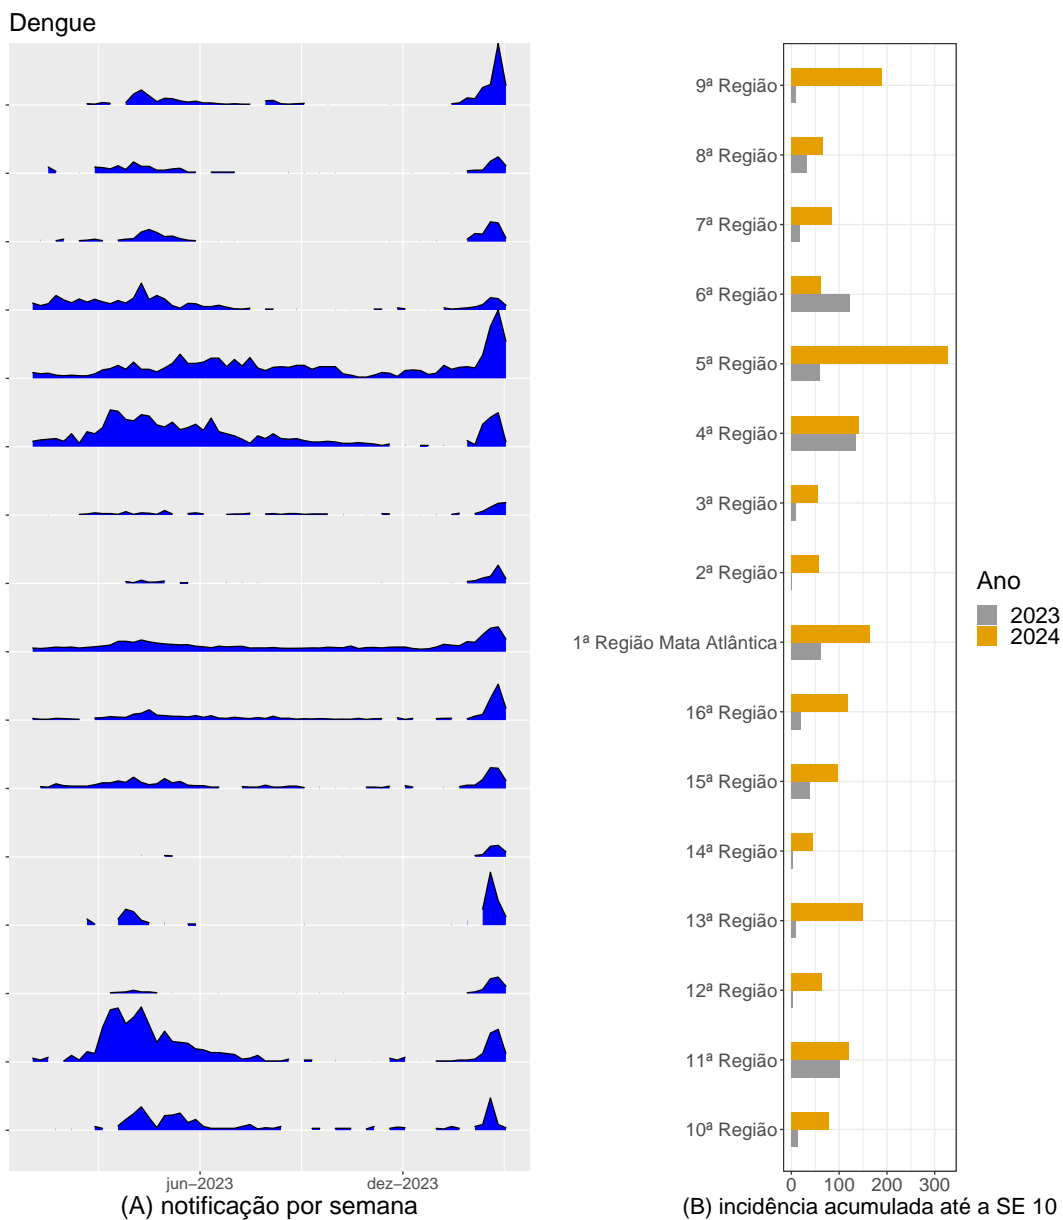 Dengue
9ª Região
8ª Região
7ª Região
6ª Região
5ª Região
4ª Região
3ª Região
2ª Região
1ª Região Mata Atlântica
16ª Região
15ª Região
14ª Região
13ª Região
12ª Região
11ª Região
10ª Região
Ano
2023
2024
jun−2023 dez−2023
0 100 200 300
(A) notificação por semana
(B) incidência acumulada até a SE 10